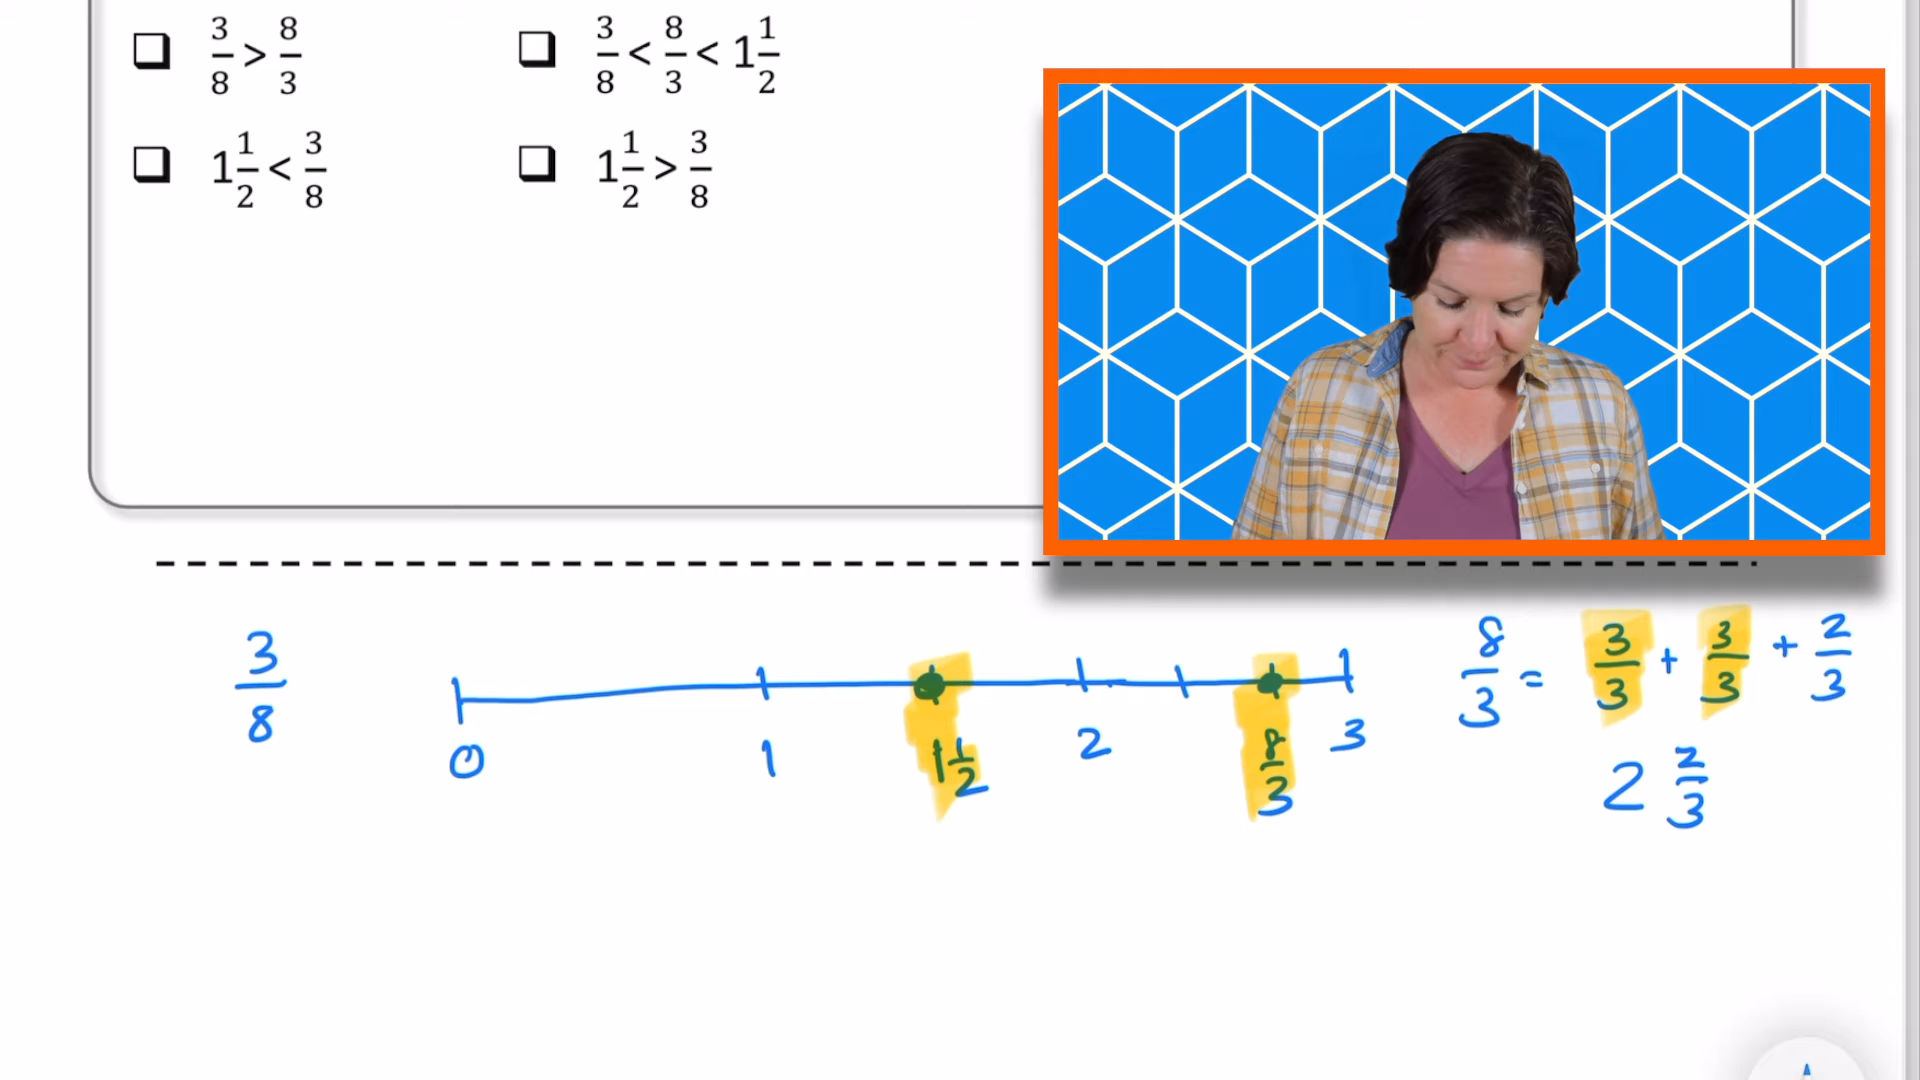 3/8 > 8/3
3/8 < 8/3 < 1 1/2
1 1/2 < 3/8
1 1/2 > 3/8
3/8
0 1 1 1/2 2 8/3 3
8/3 = 3/3 + 3/3 + 2/3
2 2/3